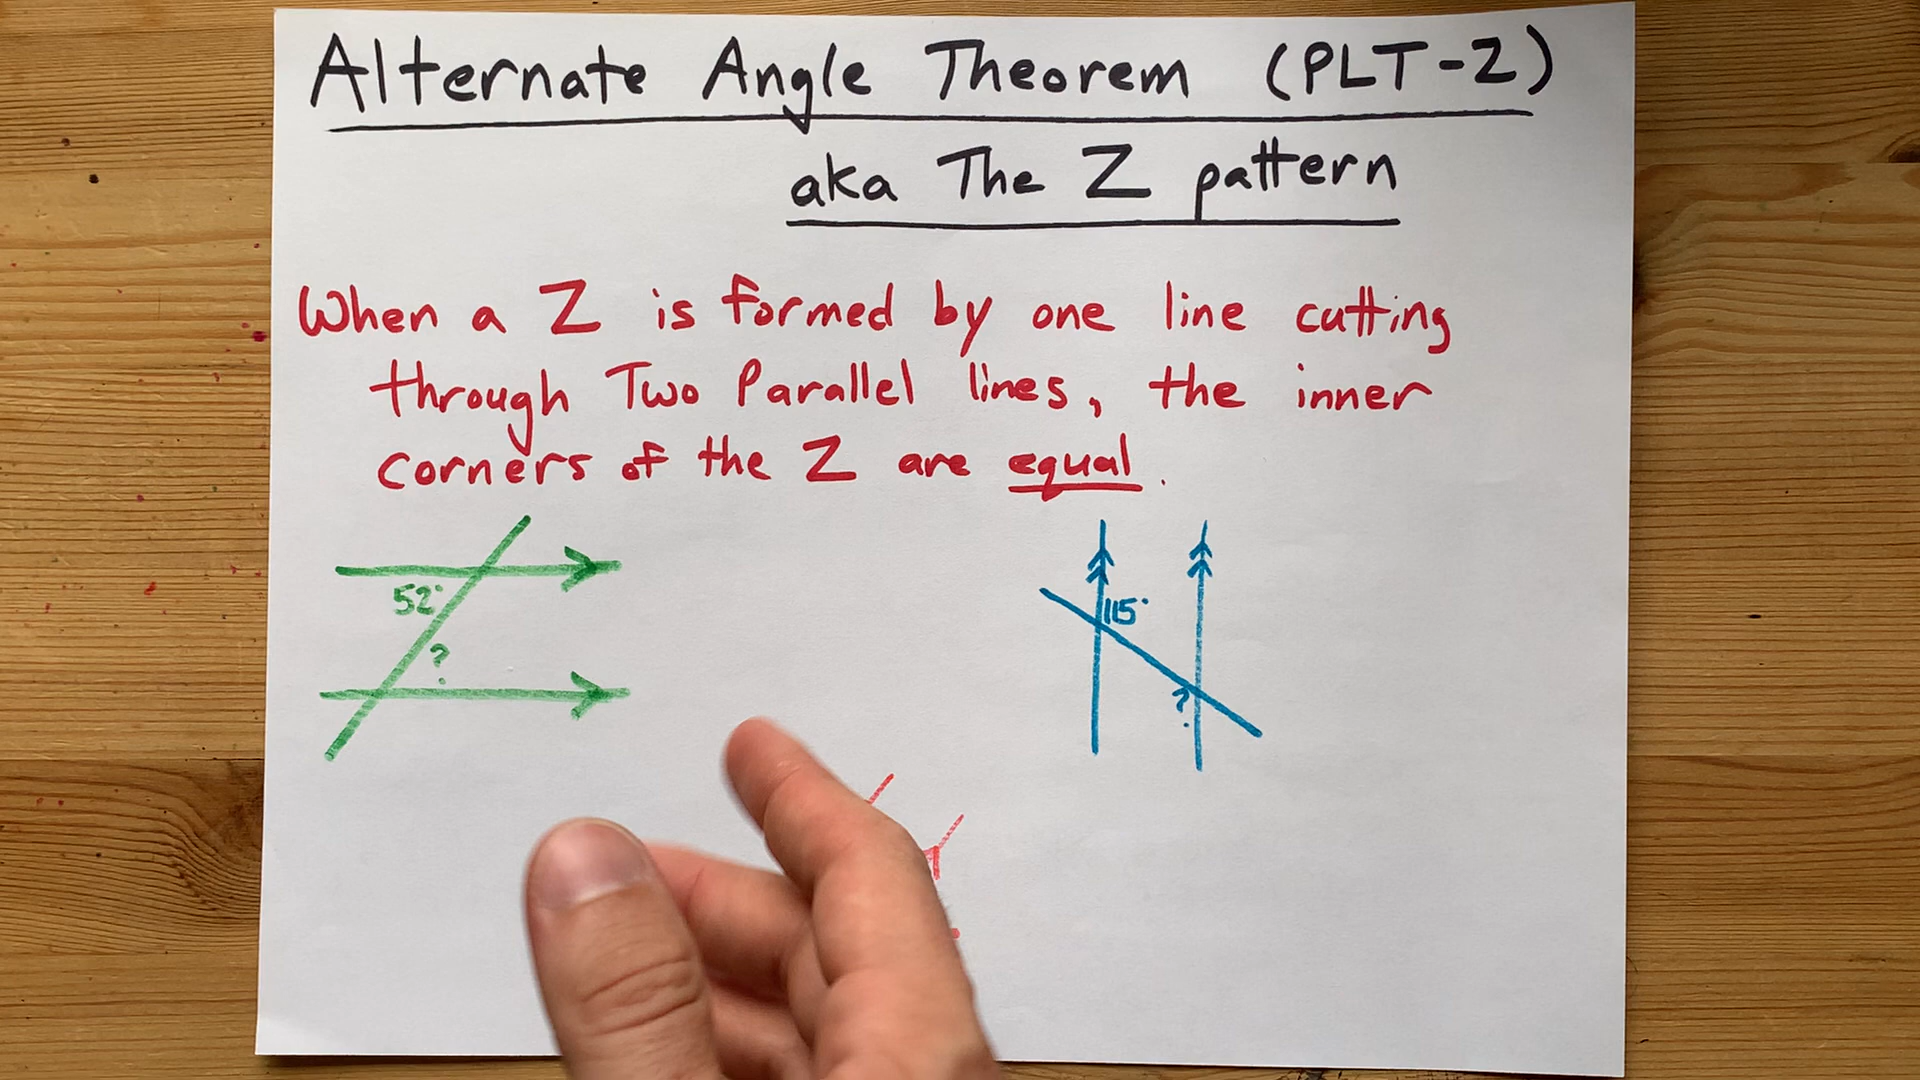 Alternate Angle Theorem (PLT-Z)
aka The Z pattern
When a Z is formed by one line cutting
through Two Parallel lines, the inner
corners of the Z are equal.
52°
?
115°
?